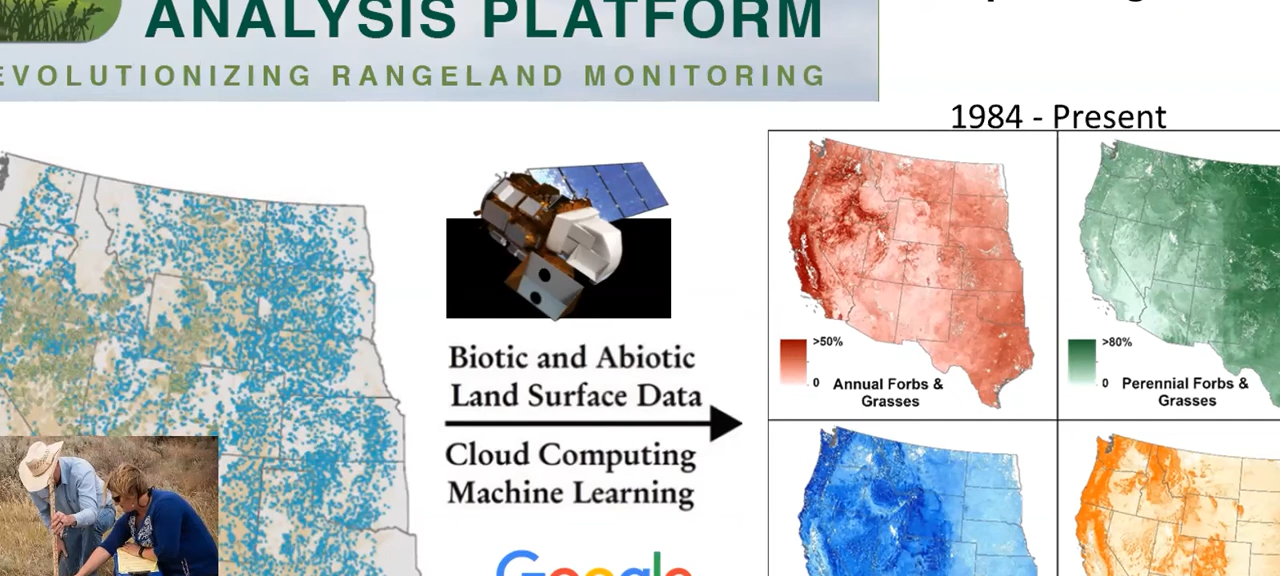 ANALYSIS PLATFORM
EVOLUTIONIZING RANGELAND MONITORING
1984 - Present
Biotic and Abiotic
Land Surface Data
Cloud Computing
Machine Learning
Google
>50%
0
Annual Forbs &
Grasses
>80%
0
Perennial Forbs &
Grasses